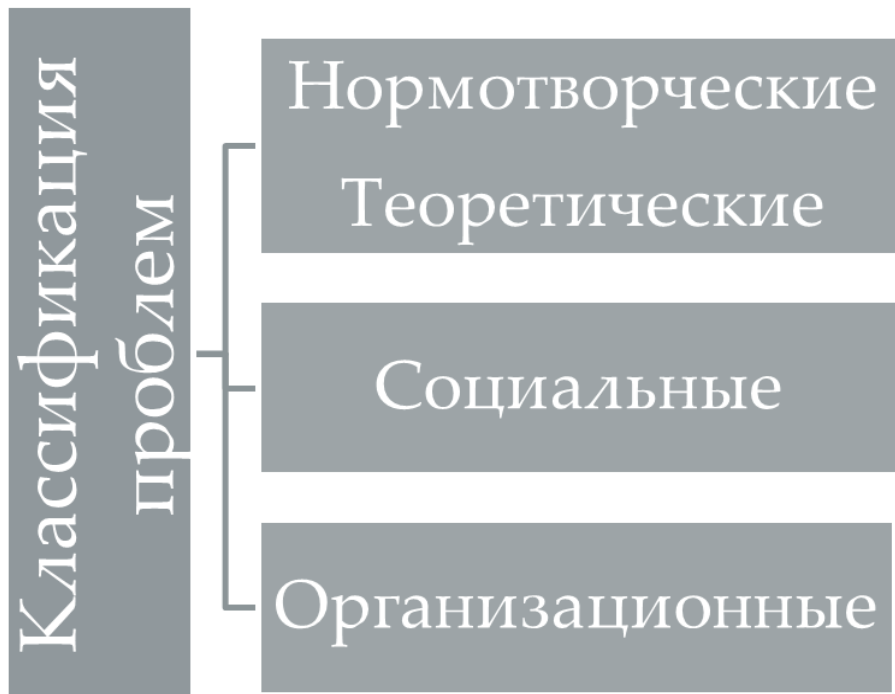 Классификация
проблем
Нормотворческие
Теоретические
Социальные
Организационные